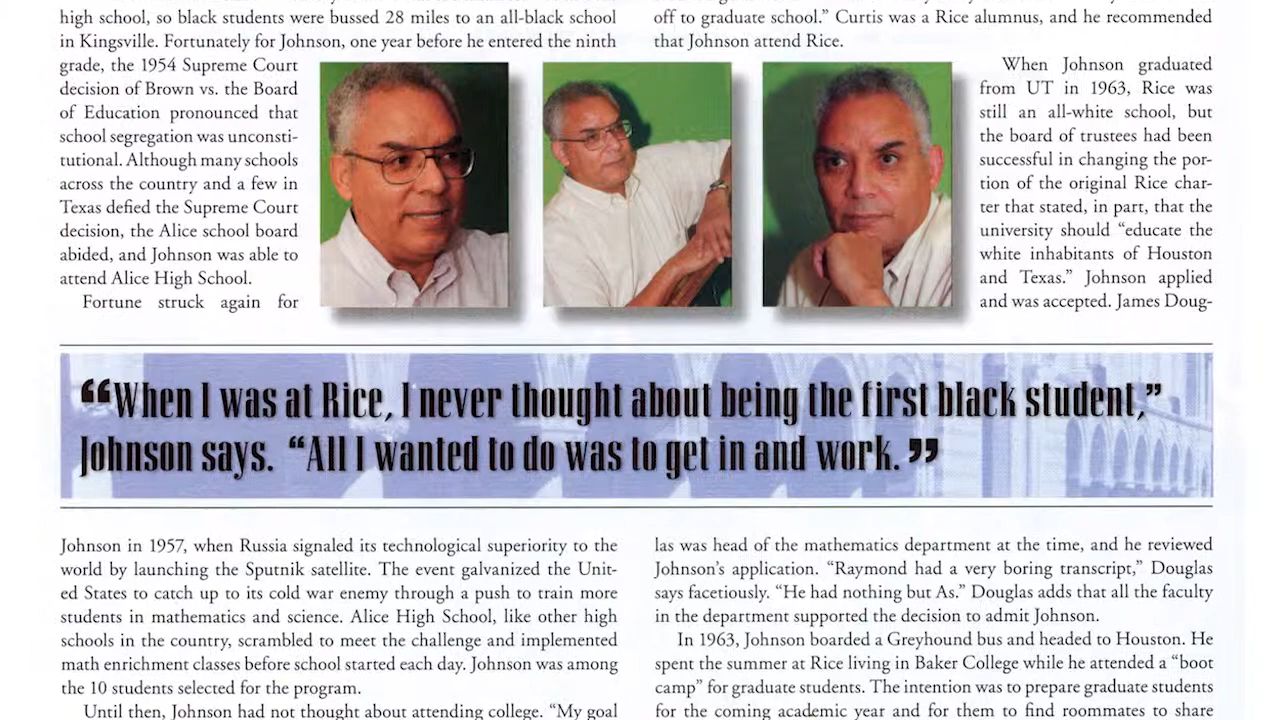 high school, so black students were bussed 28 miles to an all-black school
in Kingsville. Fortunately for Johnson, one year before he entered the ninth
grade, the 1954 Supreme Court
decision of Brown vs. the Board
of Education pronounced that
school segregation was unconsti-
tutional. Although many schools
across the country and a few in
Texas defied the Supreme Court
decision, the Alice school board
abided, and Johnson was able to
attend Alice High School.
Fortune struck again for
off to graduate school.” Curtis was a Rice alumnus, and he recommended
that Johnson attend Rice.
When Johnson graduated
from UT in 1963, Rice was
still an all-white school, but
the board of trustees had been
successful in changing the por-
tion of the original Rice char-
ter that stated, in part, that the
university should “educate the
white inhabitants of Houston
and Texas.” Johnson applied
and was accepted. James Doug-
“When I was at Rice, I never thought about being the first black student,”
Johnson says. “All I wanted to do was to get in and work.”
Johnson in 1957, when Russia signaled its technological superiority to the
world by launching the Sputnik satellite. The event galvanized the Unit-
ed States to catch up to its cold war enemy through a push to train more
students in mathematics and science. Alice High School, like other high
schools in the country, scrambled to meet the challenge and implemented
math enrichment classes before school started each day. Johnson was among
the 10 students selected for the program.
Until then, Johnson had not thought about attending college. “My goal
las was head of the mathematics department at the time, and he reviewed
Johnson’s application. “Raymond had a very boring transcript,” Douglas
says facetiously. “He had nothing but As.” Douglas adds that all the faculty
in the department supported the decision to admit Johnson.
In 1963, Johnson boarded a Greyhound bus and headed to Houston. He
spent the summer at Rice living in Baker College while he attended a “boot
camp” for graduate students. The intention was to prepare graduate students
for the coming academic year and for them to find roommates to share